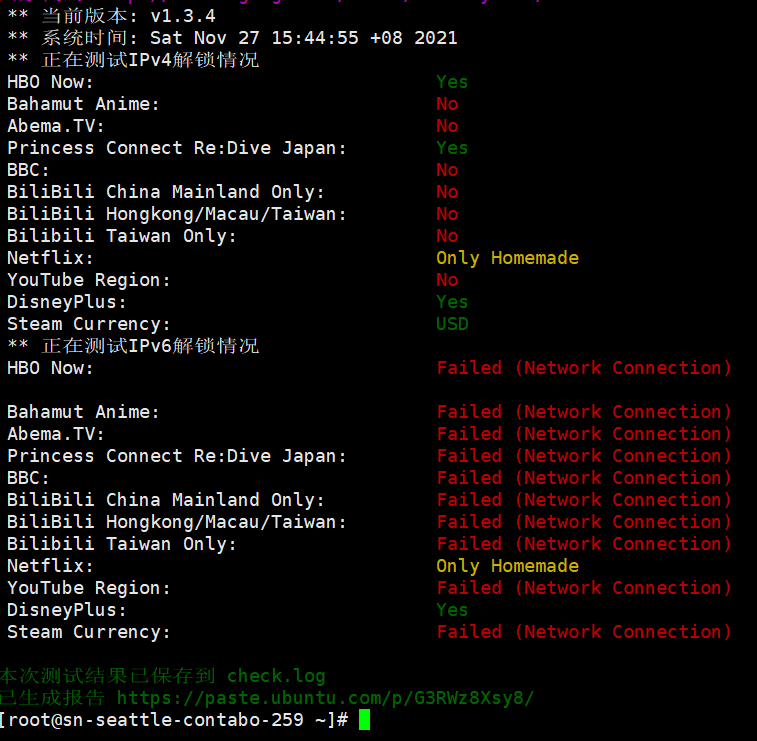 ** 当前版本: v1.3.4
** 系统时间: Sat Nov 27 15:44:55 +08 2021
** 正在测试IPv4解锁情况
HBO Now: Yes
Bahamut Anime: No
Abema.TV: No
Princess Connect Re:Dive Japan: Yes
BBC: No
BiliBili China Mainland Only: No
BiliBili Hongkong/Macau/Taiwan: No
Bilibili Taiwan Only: No
Netflix: Only Homemade
YouTube Region: No
DisneyPlus: Yes
Steam Currency: USD
** 正在测试IPv6解锁情况
HBO Now: Failed (Network Connection)
Bahamut Anime: Failed (Network Connection)
Abema.TV: Failed (Network Connection)
Princess Connect Re:Dive Japan: Failed (Network Connection)
BBC: Failed (Network Connection)
BiliBili China Mainland Only: Failed (Network Connection)
BiliBili Hongkong/Macau/Taiwan: Failed (Network Connection)
Bilibili Taiwan Only: Failed (Network Connection)
Netflix: Only Homemade
YouTube Region: Failed (Network Connection)
DisneyPlus: Yes
Steam Currency: Failed (Network Connection)
本次测试结果已保存到 check.log
已生成报告 https://paste.ubuntu.com/p/G3RWz8Xsy8/
[root@sn-seattle-contabo-259 ~]#